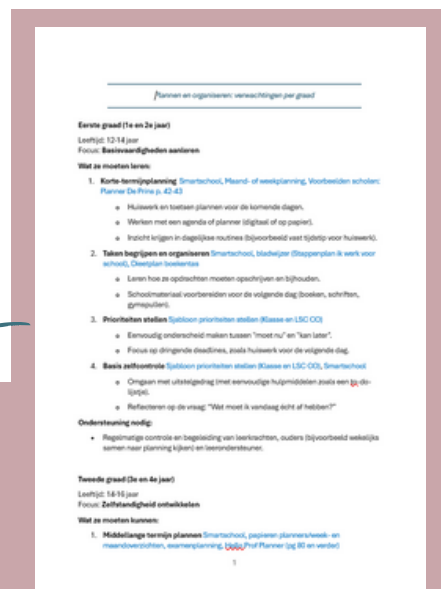 Plannen en organiseren: verwachtingen per graad
Eerste graad (1e en 2e jaar)
Leeftijd: 12-14 jaar
Focus: Basisvaardigheden aanleren
Wat ze moeten leren:
1. Korte-termijnplanning Smartschool, Maand- of weekplanning, Voorbeelden scholen:
Planner De Prins p. 42-43
o Huiswerk en toetsen plannen voor de komende dagen.
o Werken met een agenda of planner (digitaal of op papier).
o Inzicht krijgen in dagelijkse routines (bijvoorbeeld vast tijdstip voor huiswerk).
2. Taken begrijpen en organiseren Smartschool, bladwijzer (Stappenplan ik werk voor
school), Checklijst boekentas
o Leren hoe ze opdrachten moeten opschrijven en bijhouden.
o Schoolmateriaal voorbereiden voor de volgende dag (boeken, schriften,
gymspullen).
3. Prioriteiten stellen Sjabloon prioriteiten stellen (Klasse en LSC CO)
o Eenvoudig onderscheid maken tussen "moet nu" en "kan later".
o Focus op dringende deadlines, zoals huiswerk voor de volgende dag.
4. Basis zelfcontrole Sjabloon prioriteiten stellen (Klasse en LSC CO), Smartschool
o Omgaan met uitstelgedrag (met eenvoudige hulpmiddelen zoals een to-do-
lijstje).
o Reflecteren op de vraag: "Wat moet ik vandaag écht af hebben?"
Ondersteuning nodig:
• Regelmatige controle en begeleiding van leerkrachten, ouders (bijvoorbeeld wekelijks
samen naar planning kijken) en leerondersteuner.
Tweede graad (3e en 4e jaar)
Leeftijd: 14-16 jaar
Focus: Zelfstandigheid ontwikkelen
Wat ze moeten kunnen:
1. Middellange termijn plannen Smartschool, papieren planners/week- en
maandoverzichten, examenplanning, Hello Prof Planner (pg 80 en verder)
1